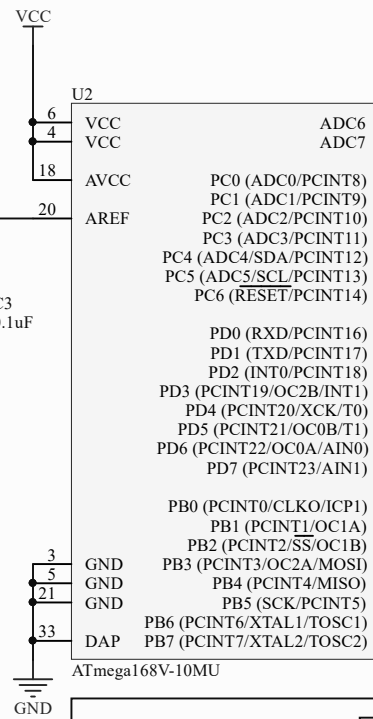 VCC
U2
6 VCC ADC6
4 VCC ADC7
18 AVCC PC0 (ADC0/PCINT8)
PC1 (ADC1/PCINT9)
20 AREF PC2 (ADC2/PCINT10)
PC3 (ADC3/PCINT11)
PC4 (ADC4/SDA/PCINT12)
PC5 (ADC5/SCL/PCINT13)
PC6 (RESET/PCINT14)
0.1uF
PD0 (RXD/PCINT16)
PD1 (TXD/PCINT17)
PD2 (INT0/PCINT18)
PD3 (PCINT19/OC2B/INT1)
PD4 (PCINT20/XCK/T0)
PD5 (PCINT21/OC0B/T1)
PD6 (PCINT22/OC0A/AIN0)
PD7 (PCINT23/AIN1)
PB0 (PCINT0/CLKO/ICP1)
PB1 (PCINT1/OC1A)
PB2 (PCINT2/SS/OC1B)
3 GND PB3 (PCINT3/OC2A/MOSI)
5 GND PB4 (PCINT4/MISO)
21 GND PB5 (SCK/PCINT5)
PB6 (PCINT6/XTAL1/TOSC1)
33 DAP PB7 (PCINT7/XTAL2/TOSC2)
ATmega168V-10MU
GND